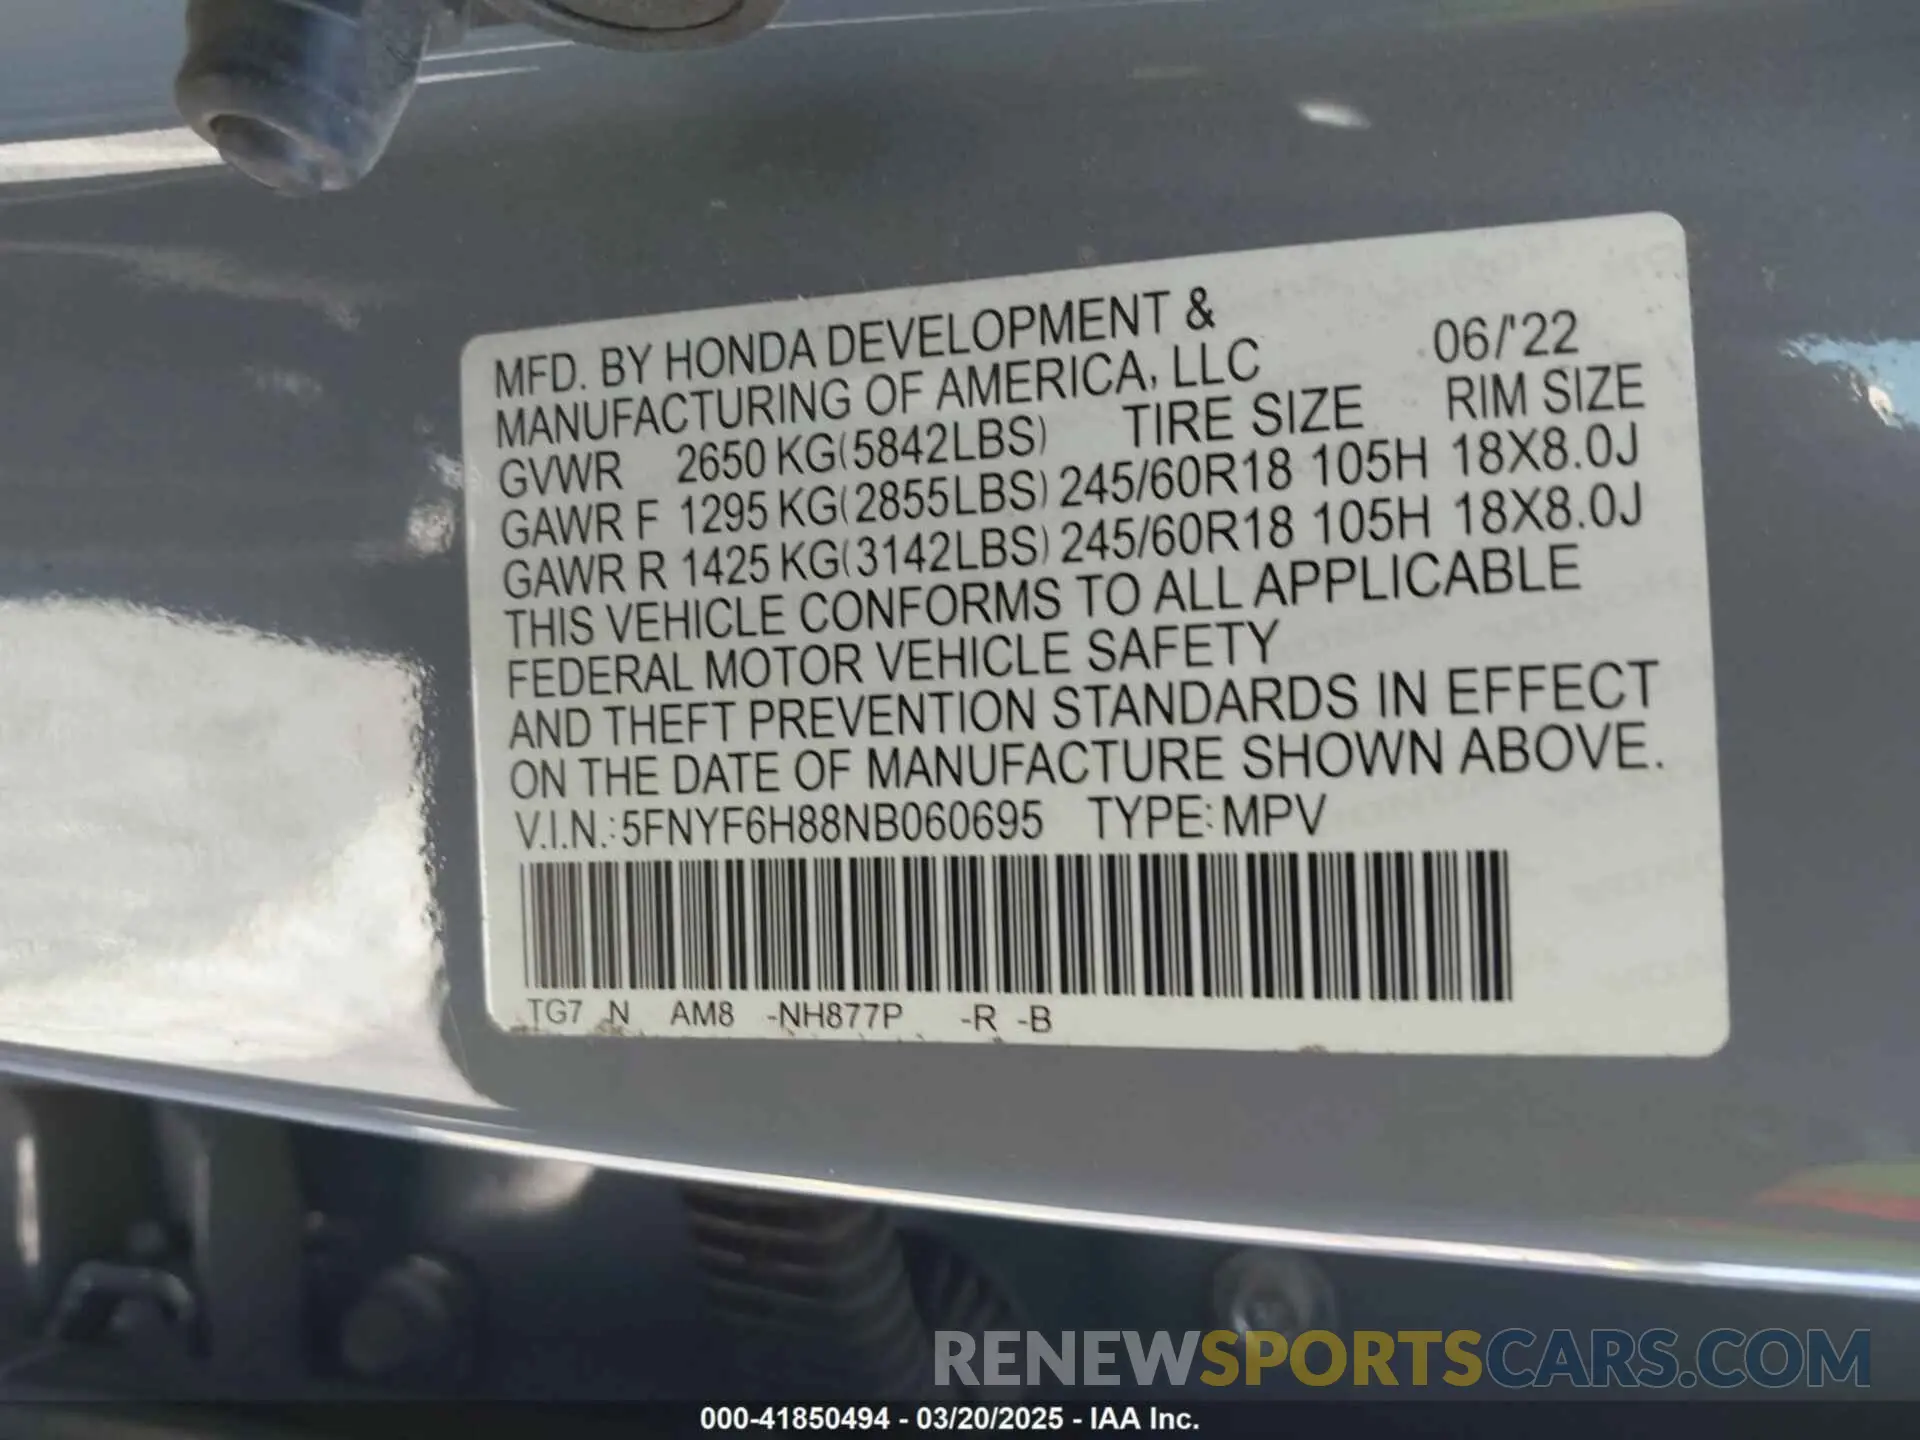 MFD. BY HONDA DEVELOPMENT &
MANUFACTURING OF AMERICA, LLC 06/'22
GVWR 2650 KG(5842LBS) TIRE SIZE RIM SIZE
GAWR F 1295 KG(2855LBS) 245/60R18 105H 18X8.0J
GAWR R 1425 KG(3142LBS) 245/60R18 105H 18X8.0J
THIS VEHICLE CONFORMS TO ALL APPLICABLE
FEDERAL MOTOR VEHICLE SAFETY
AND THEFT PREVENTION STANDARDS IN EFFECT
ON THE DATE OF MANUFACTURE SHOWN ABOVE.
V.I.N.: 5FNYF6H88NB060695 TYPE: MPV
TG7 N AM8 -NH877P -R -B
RENEWSPORTSCARS.COM
000-41850494 - 03/20/2025 - IAA Inc.